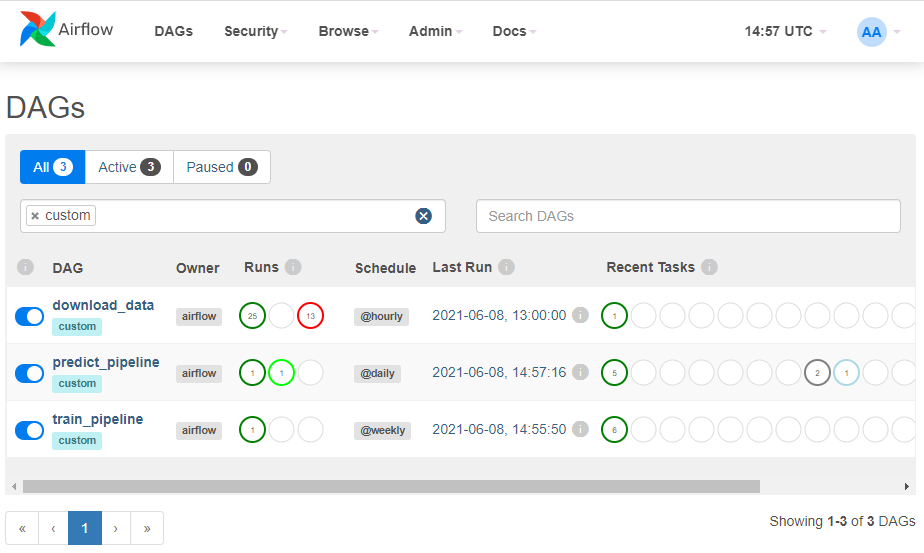 Airflow DAGs Security Browse Admin Docs 14:57 UTC AA
DAGs
All 3 Active 3 Paused 0
× custom Search DAGs
i DAG Owner Runs i Schedule Last Run i Recent Tasks i
download_data airflow 25 13 @hourly 2021-06-08, 13:00:00 i 1
custom
predict_pipeline airflow 1 1 @daily 2021-06-08, 14:57:16 i 5 2 1
custom
train_pipeline airflow 1 @weekly 2021-06-08, 14:55:50 i 6
custom
« ‹ 1 › » Showing 1-3 of 3 DAGs